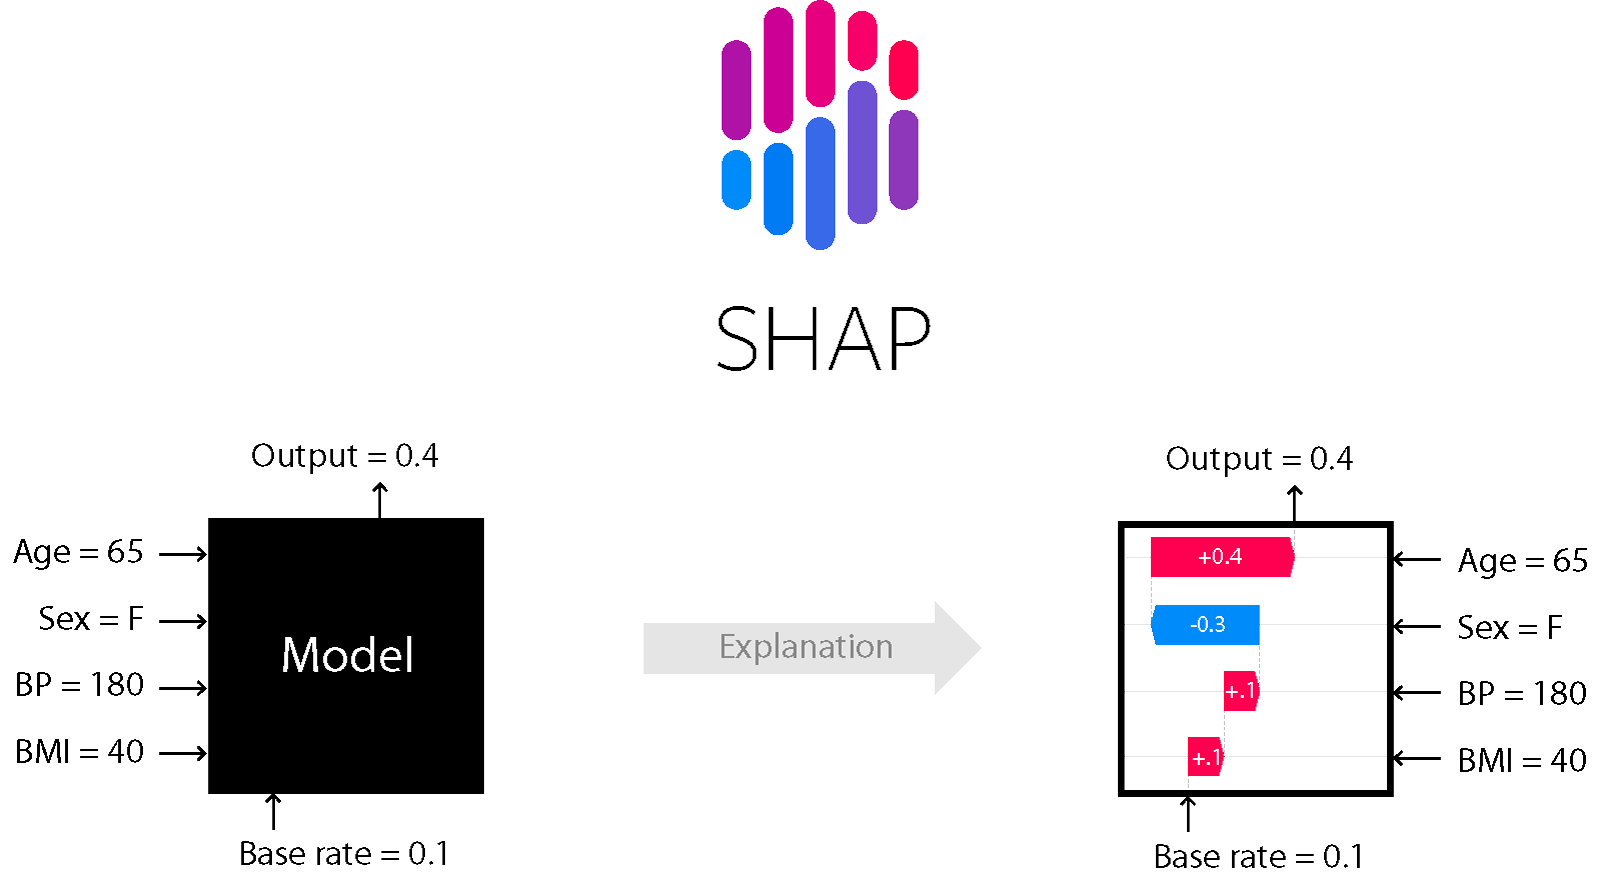 SHAP
Output = 0.4
Age = 65
Sex = F
BP = 180
BMI = 40
Model
Base rate = 0.1
Explanation
Output = 0.4
+0.4
Age = 65
-0.3
Sex = F
+.1
BP = 180
+.1
BMI = 40
Base rate = 0.1